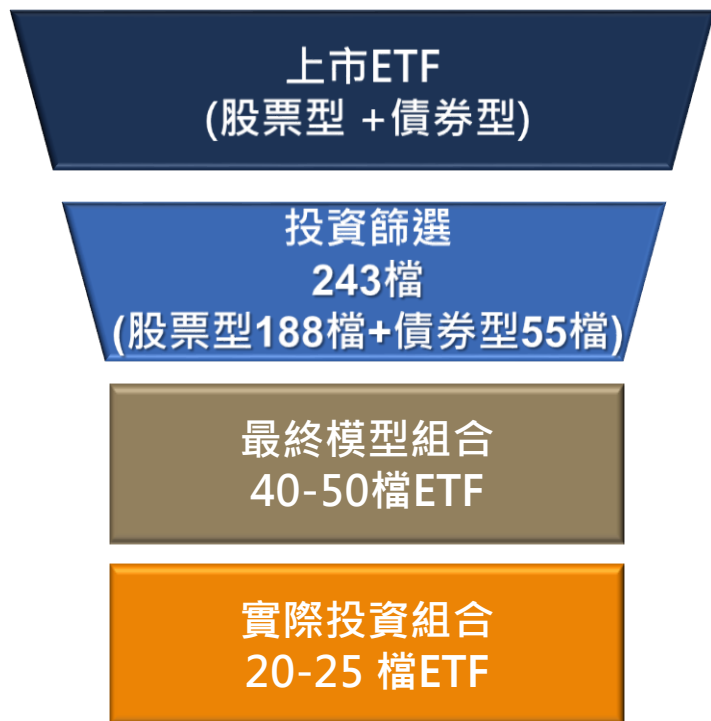 上市ETF
(股票型 +債券型)
投資篩選
243檔
(股票型188檔+債券型55檔)
最終模型組合
40-50檔ETF
實際投資組合
20-25 檔ETF